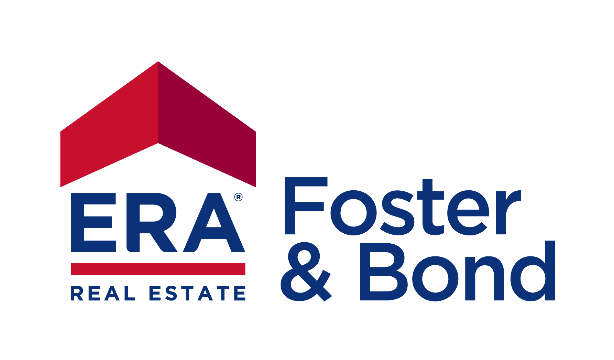 ERA®
REAL ESTATE
Foster
& Bond